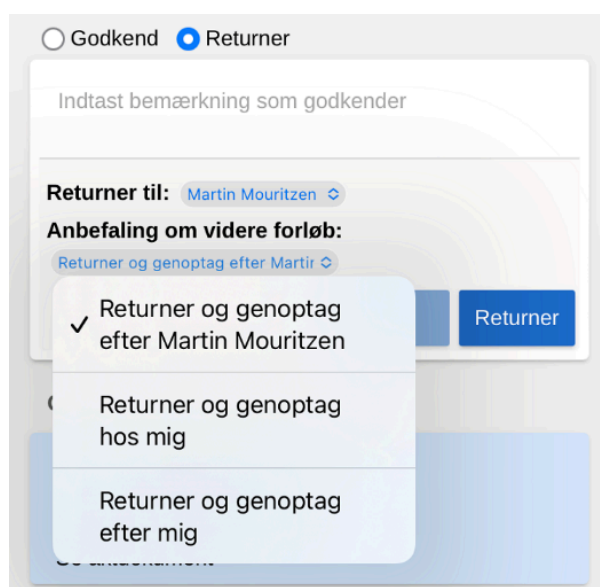 Godkend Returner
Indtast bemærkning som godkender
Returner til: Martin Mouritzen
Anbefaling om videre forløb:
Returner og genoptag efter Martir
Returner og genoptag
efter Martin Mouritzen
Returner
Returner og genoptag
hos mig
Returner og genoptag
efter mig